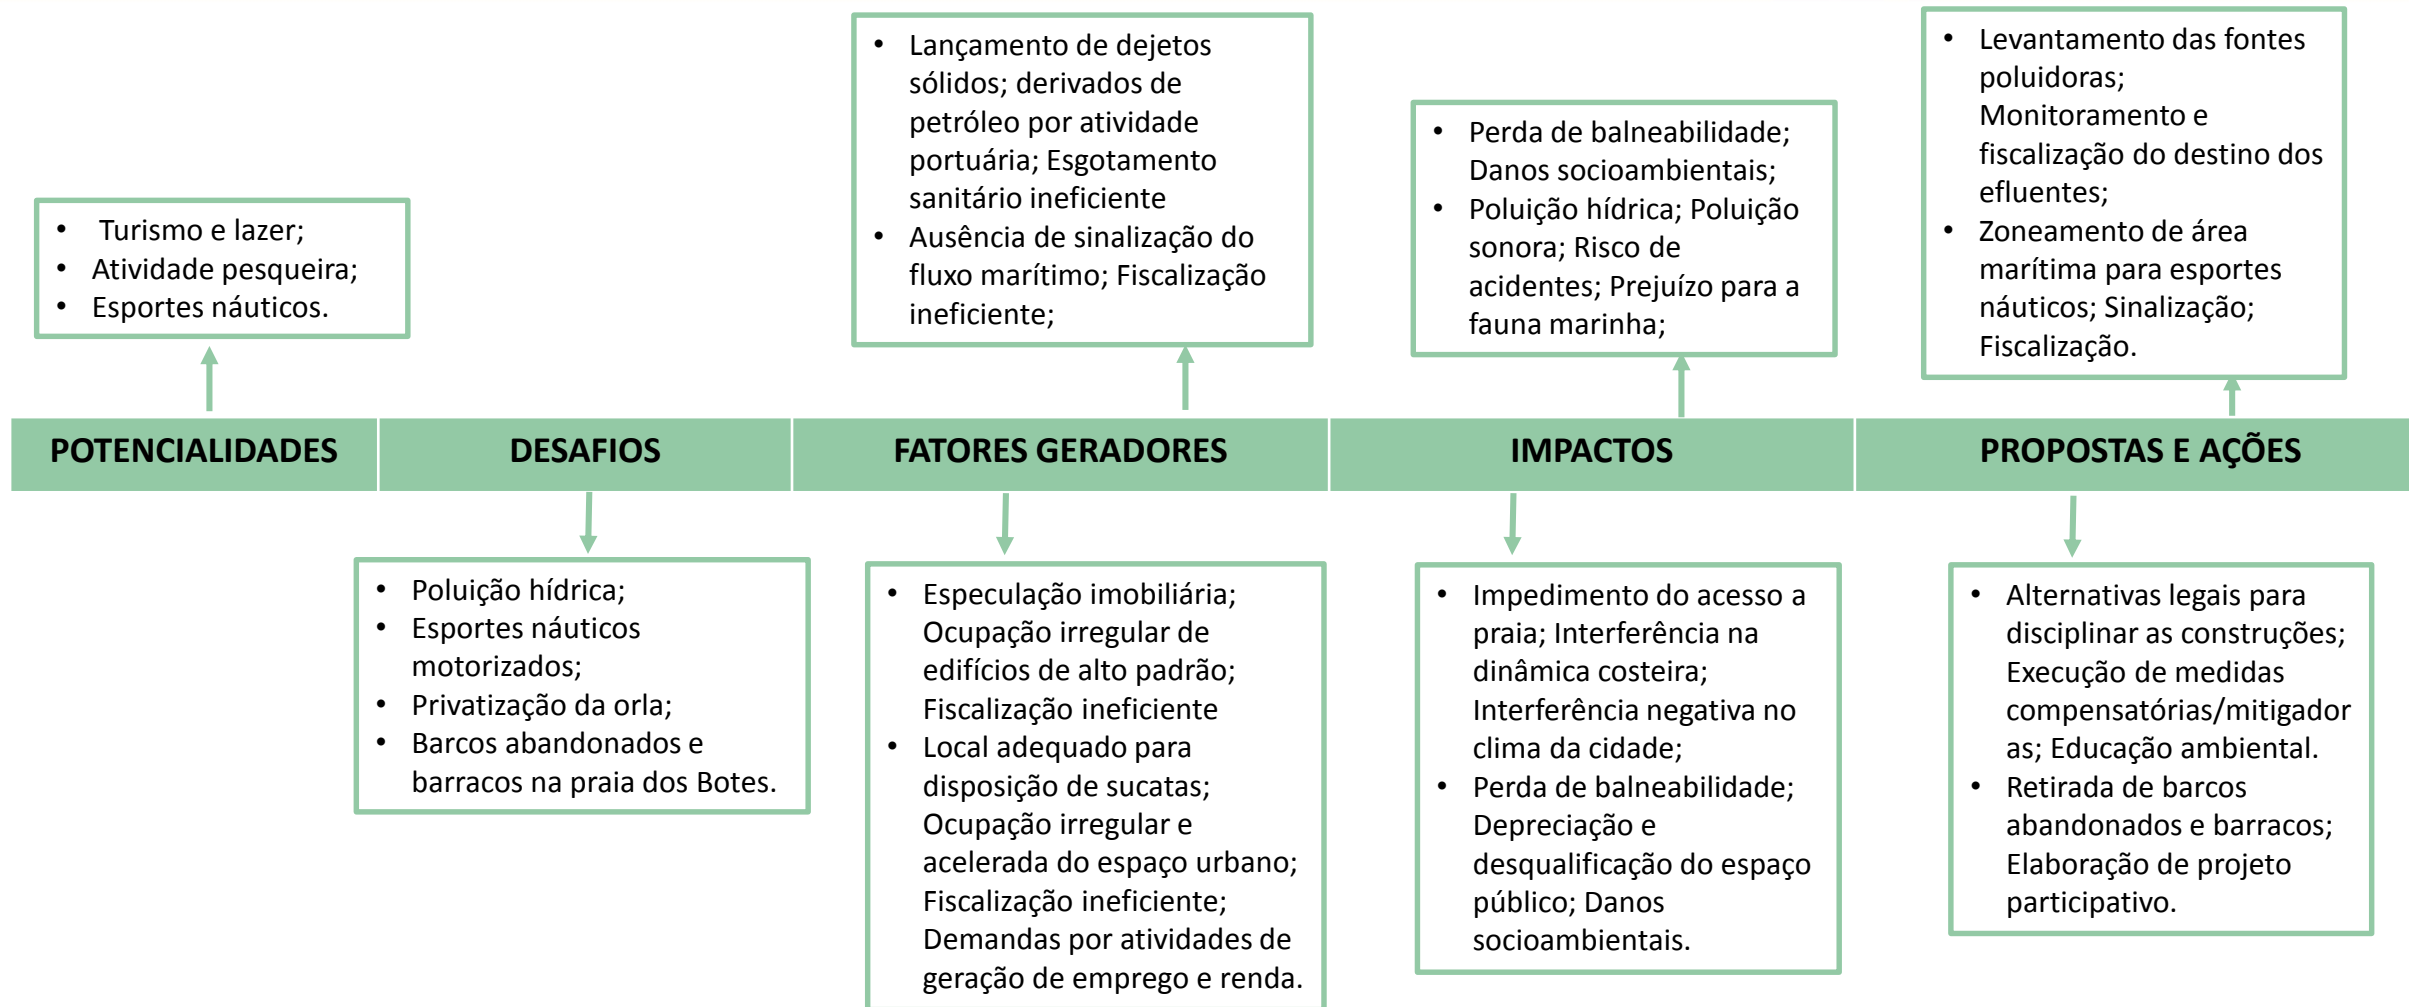 • Turismo e lazer;
• Atividade pesqueira;
• Esportes náuticos.
• Lançamento de dejetos
sólidos; derivados de
petróleo por atividade
portuária; Esgotamento
sanitário ineficiente
• Ausência de sinalização do
fluxo marítimo; Fiscalização
ineficiente;
• Perda de balneabilidade;
Danos socioambientais;
• Poluição hídrica; Poluição
sonora; Risco de
acidentes; Prejuízo para a
fauna marinha;
• Levantamento das fontes
poluidoras;
Monitoramento e
fiscalização do destino dos
efluentes;
• Zoneamento de área
marítima para esportes
náuticos; Sinalização;
Fiscalização.
POTENCIALIDADES
DESAFIOS
FATORES GERADORES
IMPACTOS
PROPOSTAS E AÇÕES
• Poluição hídrica;
• Esportes náuticos
motorizados;
• Privatização da orla;
• Barcos abandonados e
barracos na praia dos Botes.
• Especulação imobiliária;
Ocupação irregular de
edifícios de alto padrão;
Fiscalização ineficiente
• Local adequado para
disposição de sucatas;
Ocupação irregular e
acelerada do espaço urbano;
Fiscalização ineficiente;
Demandas por atividades de
geração de emprego e renda.
• Impedimento do acesso a
praia; Interferência na
dinâmica costeira;
Interferência negativa no
clima da cidade;
• Perda de balneabilidade;
Depreciação e
desqualificação do espaço
público; Danos
socioambientais.
• Alternativas legais para
disciplinar as construções;
Execução de medidas
compensatórias/mitigador
as; Educação ambiental.
• Retirada de barcos
abandonados e barracos;
Elaboração de projeto
participativo.